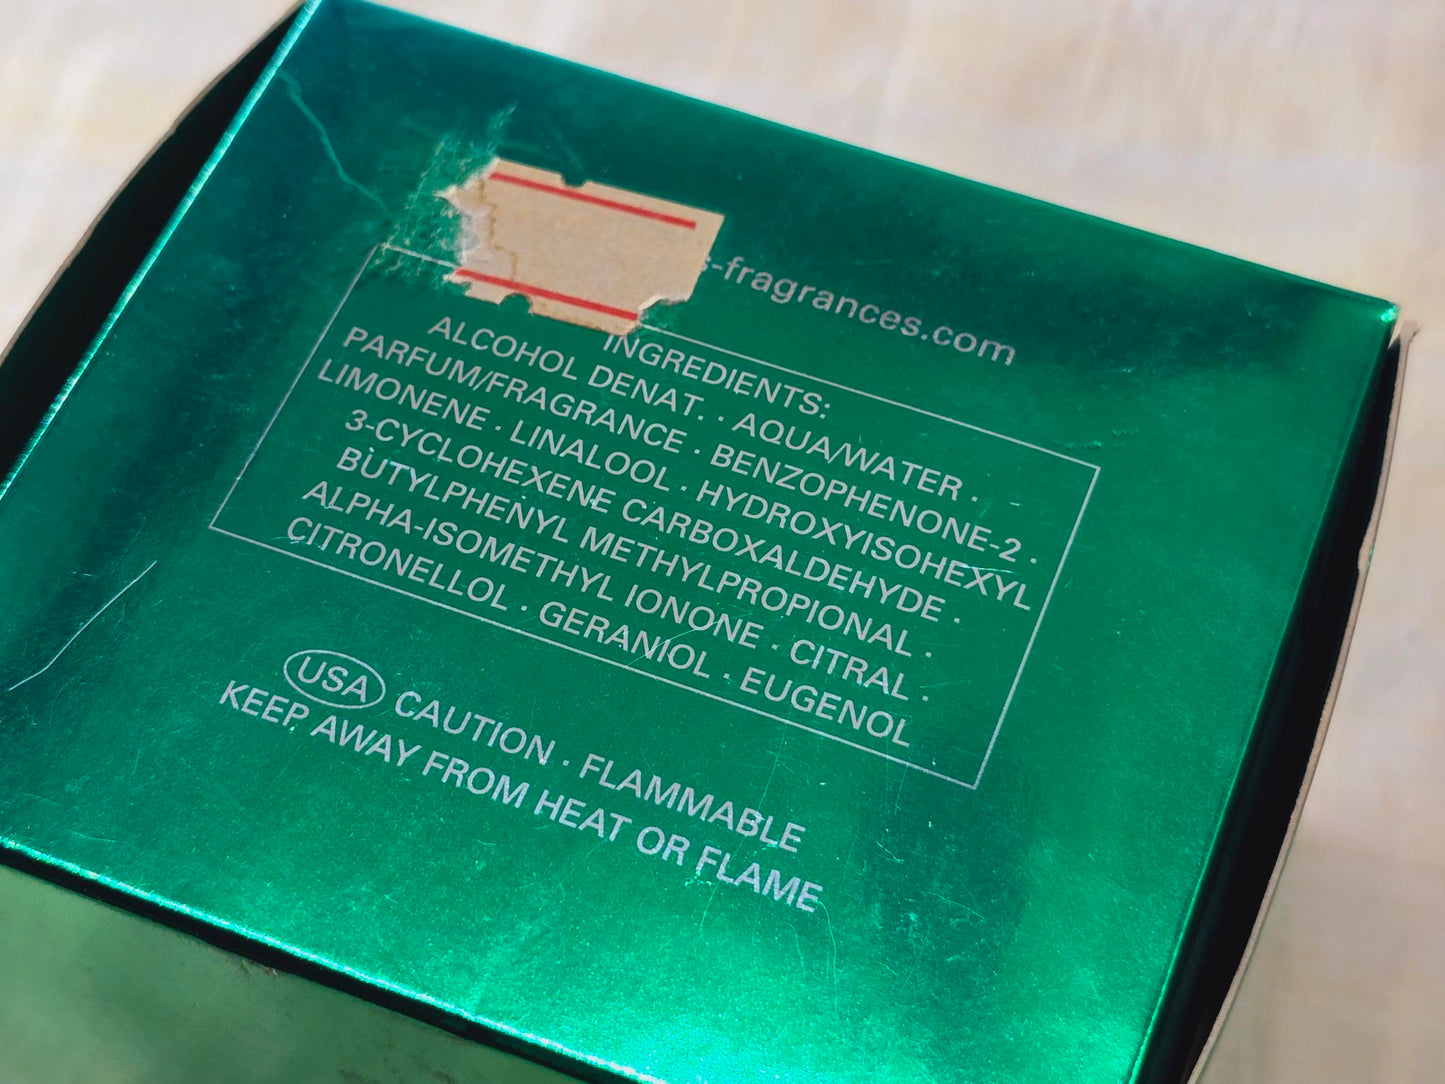 -fragrances.com
INGREDIENTS:
ALCOHOL DENAT. · AQUA/WATER ·
PARFUM/FRAGRANCE · BENZOPHENONE-2 ·
LIMONENE · LINALOOL · HYDROXYISOHEXYL
3-CYCLOHEXENE CARBOXALDEHYDE ·
BUTYLPHENYL METHYLPROPIONAL ·
ALPHA-ISOMETHYL IONONE · CITRAL ·
CITRONELLOL · GERANIOL · EUGENOL
USA CAUTION · FLAMMABLE
KEEP AWAY FROM HEAT OR FLAME